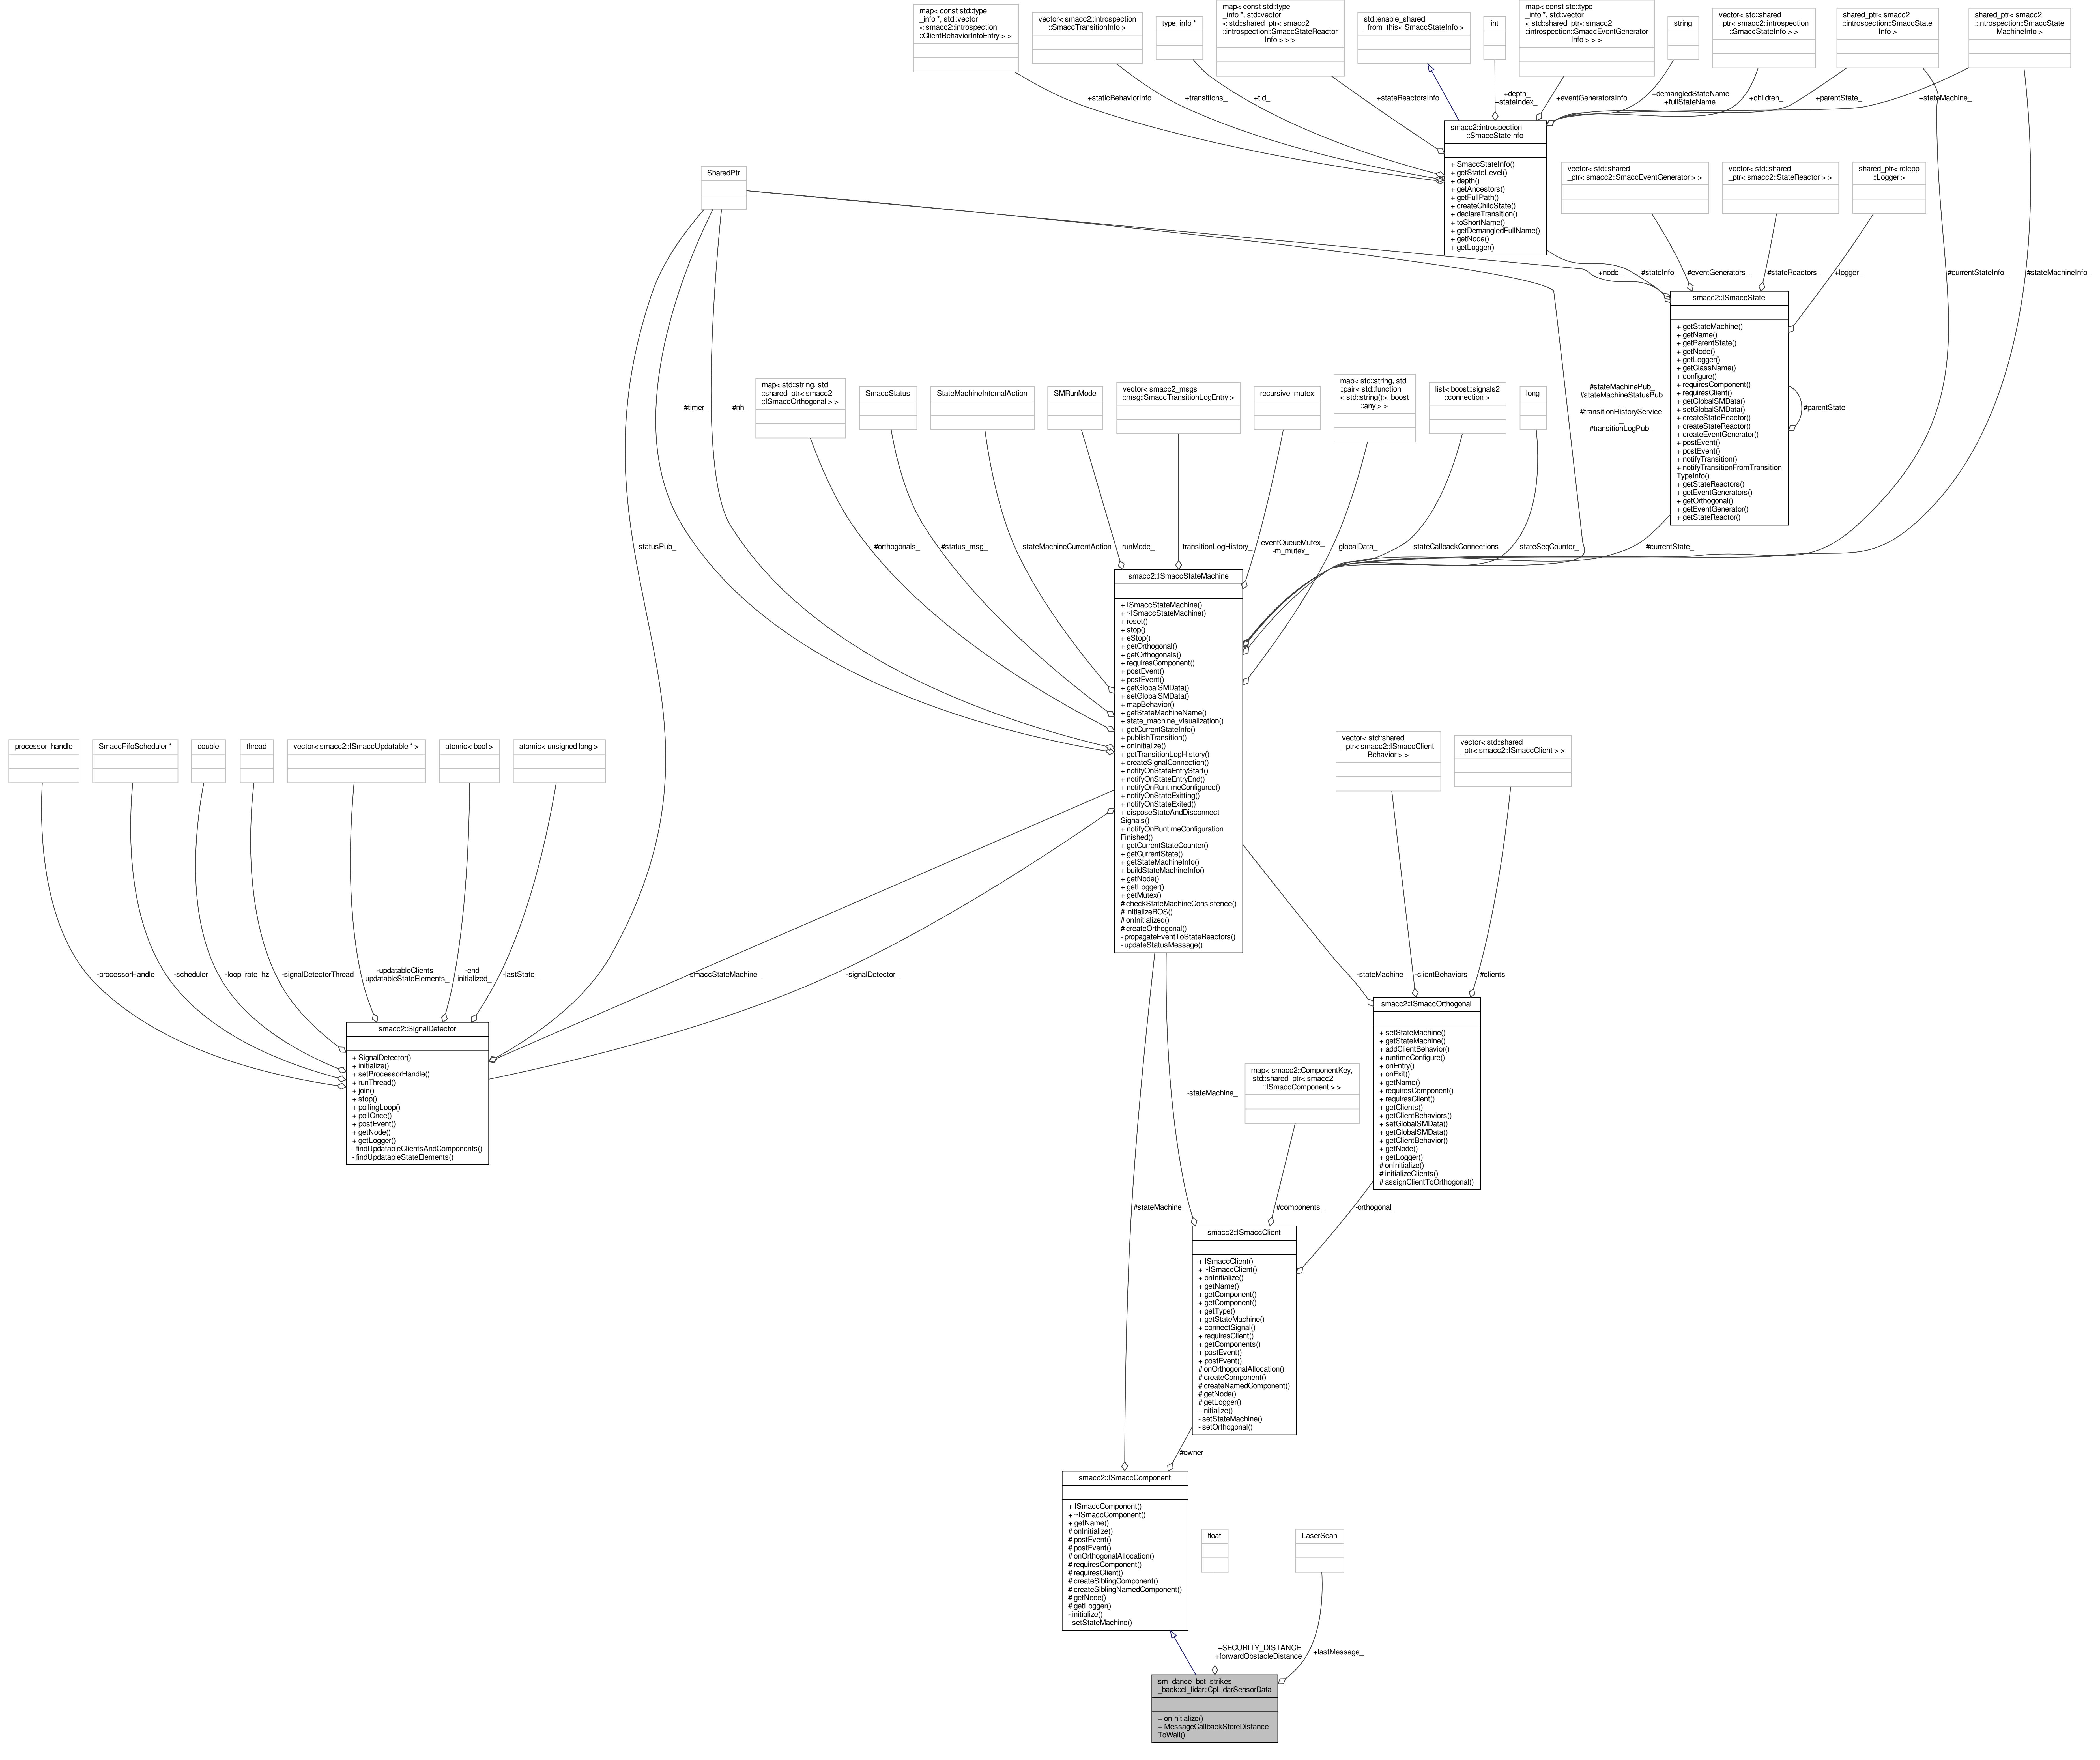 map< const std::type
_info *, std::vector
< smacc2::introspection
::ClientBehaviorInfoEntry > >
vector< smacc2::introspection
::SmaccTransitionInfo >
type_info *
map< const std::type
_info *, std::vector
< std::shared_ptr< smacc2
::introspection::SmaccStateReactor
Info > > >
std::enable_shared
_from_this< SmaccStateInfo >
int
map< const std::type
_info *, std::vector
< std::shared_ptr< smacc2
::introspection::SmaccEventGenerator
Info > > >
string
vector< std::shared
_ptr< smacc2::introspection
::SmaccStateInfo > >
shared_ptr< smacc2
::introspection::SmaccState
Info >
shared_ptr< smacc2
::introspection::SmaccState
MachineInfo >
+staticBehaviorInfo
+transitions_
+tid_
+stateReactorsInfo
+depth_
+stateIndex_
+eventGeneratorsInfo
+demangledStateName
+fullStateName
+children_
+parentState_
+stateMachine_
smacc2::introspection
::SmaccStateInfo
+ SmaccStateInfo()
+ getStateLevel()
+ depth()
+ getAncestors()
+ getFullPath()
+ createChildState()
+ declareTransition()
+ toShortName()
+ getDemangledFullName()
+ getNode()
+ getLogger()
SharedPtr
vector< std::shared
_ptr< smacc2::SmaccEventGenerator > >
vector< std::shared
_ptr< smacc2::StateReactor > >
shared_ptr< rclcpp
::Logger >
+node_
#stateInfo_
#eventGenerators_
#stateReactors_
+logger_
#currentStateInfo_
#stateMachineInfo_
smacc2::ISmaccState
+ getStateMachine()
+ getName()
+ getParentState()
+ getNode()
+ getLogger()
+ getClassName()
+ configure()
+ requiresComponent()
+ requiresClient()
+ getGlobalSMData()
+ setGlobalSMData()
+ createStateReactor()
+ createStateReactor()
+ createEventGenerator()
+ postEvent()
+ postEvent()
+ notifyTransition()
+ notifyTransitionFromTransition
TypeInfo()
+ getStateReactors()
+ getEventGenerators()
+ getOrthogonal()
+ getEventGenerator()
+ getStateReactor()
#parentState_
#timer_
#nh_
map< std::string, std
::shared_ptr< smacc2
::ISmaccOrthogonal > >
SmaccStatus
StateMachineInternalAction
SMRunMode
vector< smacc2_msgs
::msg::SmaccTransitionLogEntry >
recursive_mutex
map< std::string, std
::pair< std::function
< std::string()>, boost
::any > >
list< boost::signals2
::connection >
long
#stateMachinePub_
#stateMachineStatusPub
_
#transitionHistoryService
_
#transitionLogPub_
-statusPub_
#orthogonals_
#status_msg_
-stateMachineCurrentAction
-runMode_
-transitionLogHistory_
-eventQueueMutex_
-m_mutex_
-globalData_
-stateCallbackConnections
-stateSeqCounter_
#currentState_
smacc2::ISmaccStateMachine
+ ISmaccStateMachine()
+ ~ISmaccStateMachine()
+ reset()
+ stop()
+ eStop()
+ getOrthogonal()
+ getOrthogonals()
+ requiresComponent()
+ postEvent()
+ postEvent()
+ getGlobalSMData()
+ setGlobalSMData()
+ mapBehavior()
+ getStateMachineName()
+ state_machine_visualization()
+ getCurrentStateInfo()
+ publishTransition()
+ onInitialize()
+ getTransitionLogHistory()
+ createSignalConnection()
+ notifyOnStateEntryStart()
+ notifyOnStateEntryEnd()
+ notifyOnRuntimeConfigured()
+ notifyOnStateExitting()
+ notifyOnStateExited()
+ disposeStateAndDisconnect
Signals()
+ notifyOnRuntimeConfiguration
Finished()
+ getCurrentStateCounter()
+ getCurrentState()
+ getStateMachineInfo()
+ buildStateMachineInfo()
+ getNode()
+ getLogger()
+ getMutex()
# checkStateMachineConsistence()
# initializeROS()
# onInitialized()
# createOrthogonal()
- propagateEventToStateReactors()
- updateStatusMessage()
processor_handle
SmaccFifoScheduler *
double
thread
vector< smacc2::ISmaccUpdatable * >
atomic< bool >
atomic< unsigned long >
vector< std::shared
_ptr< smacc2::ISmaccClient
Behavior > >
vector< std::shared
_ptr< smacc2::ISmaccClient > >
-processorHandle_
-scheduler_
-loop_rate_hz
-signalDetectorThread_
-updatableClients_
-updatableStateElements_
-end_
-initialized_
-lastState_
-smaccStateMachine_
-signalDetector_
-stateMachine_
-clientBehaviors_
#clients_
smacc2::SignalDetector
+ SignalDetector()
+ initialize()
+ setProcessorHandle()
+ runThread()
+ join()
+ stop()
+ pollingLoop()
+ pollOnce()
+ postEvent()
+ getNode()
+ getLogger()
- findUpdatableClientsAndComponents()
- findUpdatableStateElements()
smacc2::ISmaccOrthogonal
+ setStateMachine()
+ getStateMachine()
+ addClientBehavior()
+ runtimeConfigure()
+ onEntry()
+ onExit()
+ getName()
+ requiresComponent()
+ requiresClient()
+ getClients()
+ getClientBehaviors()
+ setGlobalSMData()
+ getGlobalSMData()
+ getClientBehavior()
+ getNode()
+ getLogger()
# onInitialize()
# initializeClients()
# assignClientToOrthogonal()
map< smacc2::ComponentKey,
std::shared_ptr< smacc2
::ISmaccComponent > >
-stateMachine_
#stateMachine_
#components_
-orthogonal_
smacc2::ISmaccClient
+ ISmaccClient()
+ ~ISmaccClient()
+ onInitialize()
+ getName()
+ getComponent()
+ getComponent()
+ getType()
+ getStateMachine()
+ connectSignal()
+ requiresClient()
+ getComponents()
+ postEvent()
+ postEvent()
# onOrthogonalAllocation()
# createComponent()
# createNamedComponent()
# getNode()
# getLogger()
- initialize()
- setStateMachine()
- setOrthogonal()
#owner_
smacc2::ISmaccComponent
+ ISmaccComponent()
+ ~ISmaccComponent()
+ getName()
# onInitialize()
# postEvent()
# postEvent()
# onOrthogonalAllocation()
# requiresComponent()
# requiresClient()
# createSiblingComponent()
# createSiblingNamedComponent()
# getNode()
# getLogger()
- initialize()
- setStateMachine()
float
LaserScan
+SECURITY_DISTANCE
+forwardObstacleDistance
+lastMessage_
sm_dance_bot_strikes
_back::cl_lidar::CpLidarSensorData
+ onInitialize()
+ MessageCallbackStoreDistance
ToWall()